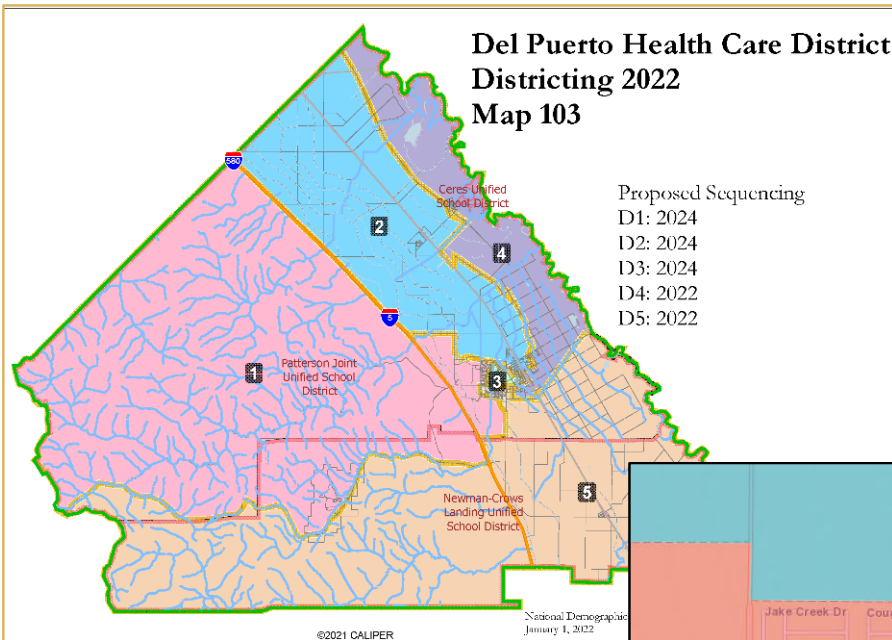 Del Puerto Health Care District
Districting 2022
Map 103
580
Ceres Unified
School District
Proposed Sequencing
D1: 2024
D2: 2024
D3: 2024
D4: 2022
D5: 2022
2
4
5
1
Patterson Joint
Unified School
District
3
Newman-Crows
Landing Unified
School District
5
Jake Creek Dr
National Demographic
January 1, 2022
©2021 CALIPER